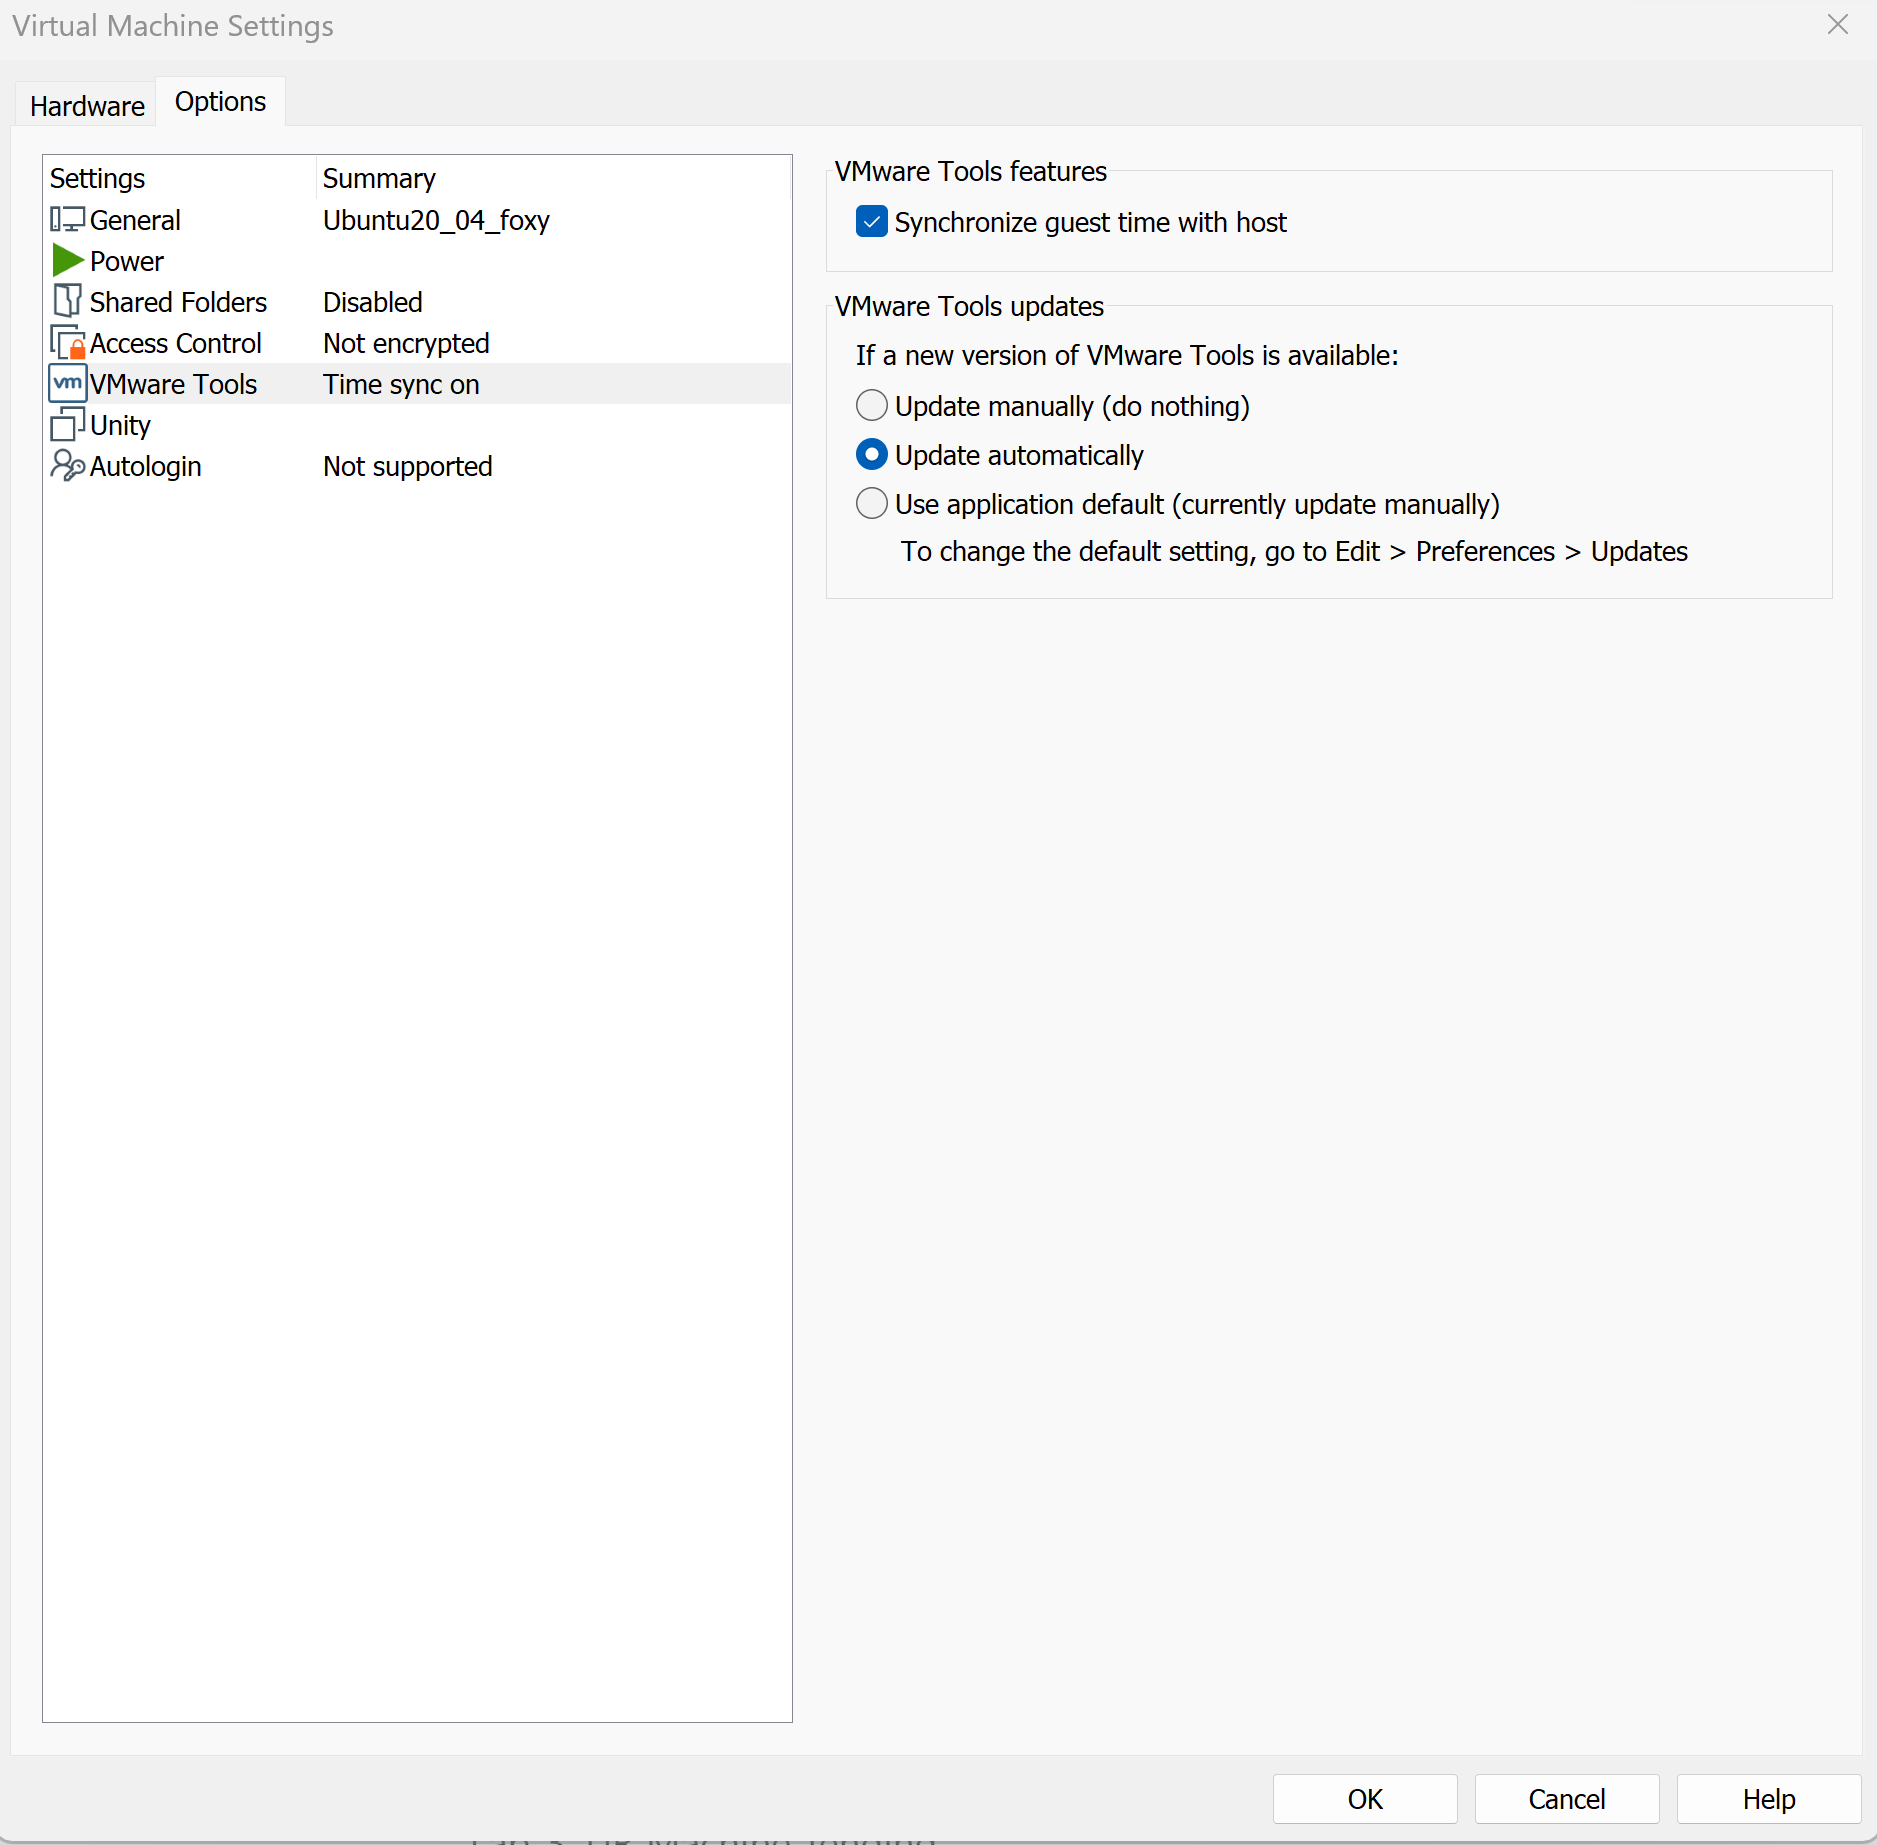 Virtual Machine Settings
Hardware
Options
Settings Summary
General Ubuntu20_04_foxy
Power
Shared Folders Disabled
Access Control Not encrypted
vm VMware Tools Time sync on
Unity
Autologin Not supported
VMware Tools features
Synchronize guest time with host
VMware Tools updates
If a new version of VMware Tools is available:
Update manually (do nothing)
Update automatically
Use application default (currently update manually)
To change the default setting, go to Edit > Preferences > Updates
OK Cancel Help